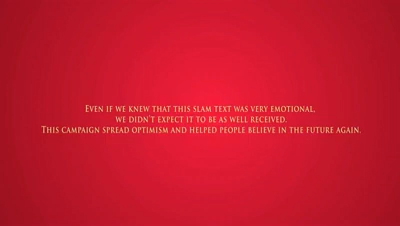 Even if we knew that this slam text was very emotional,
we didn't expect it to be as well received.
This campaign spread optimism and helped people believe in the future again.